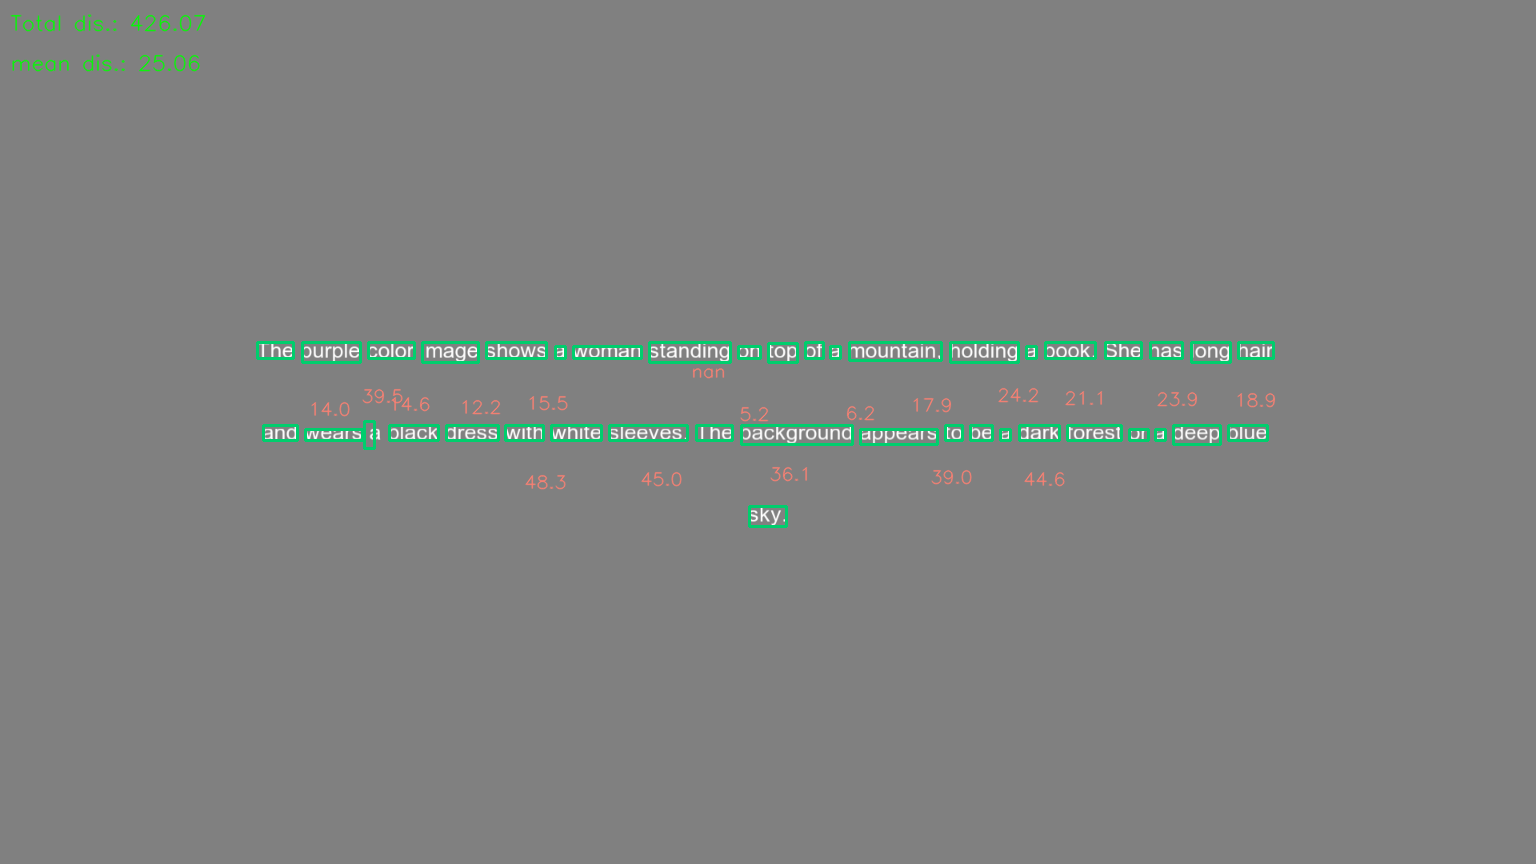 Total dis.: 426.07
mean dis.: 25.06
The purple color mage shows a woman standing on top of a mountain, holding a book. She has long hair
nan
39.5
14.0 14.6 12.2 15.5 5.2 6.2 17.9 24.2 21.1 23.9 18.9
and wears a black dress with white sleeves. The background appears to be a dark forest or a deep blue
48.3 45.0 36.1 39.0 44.6
sky.